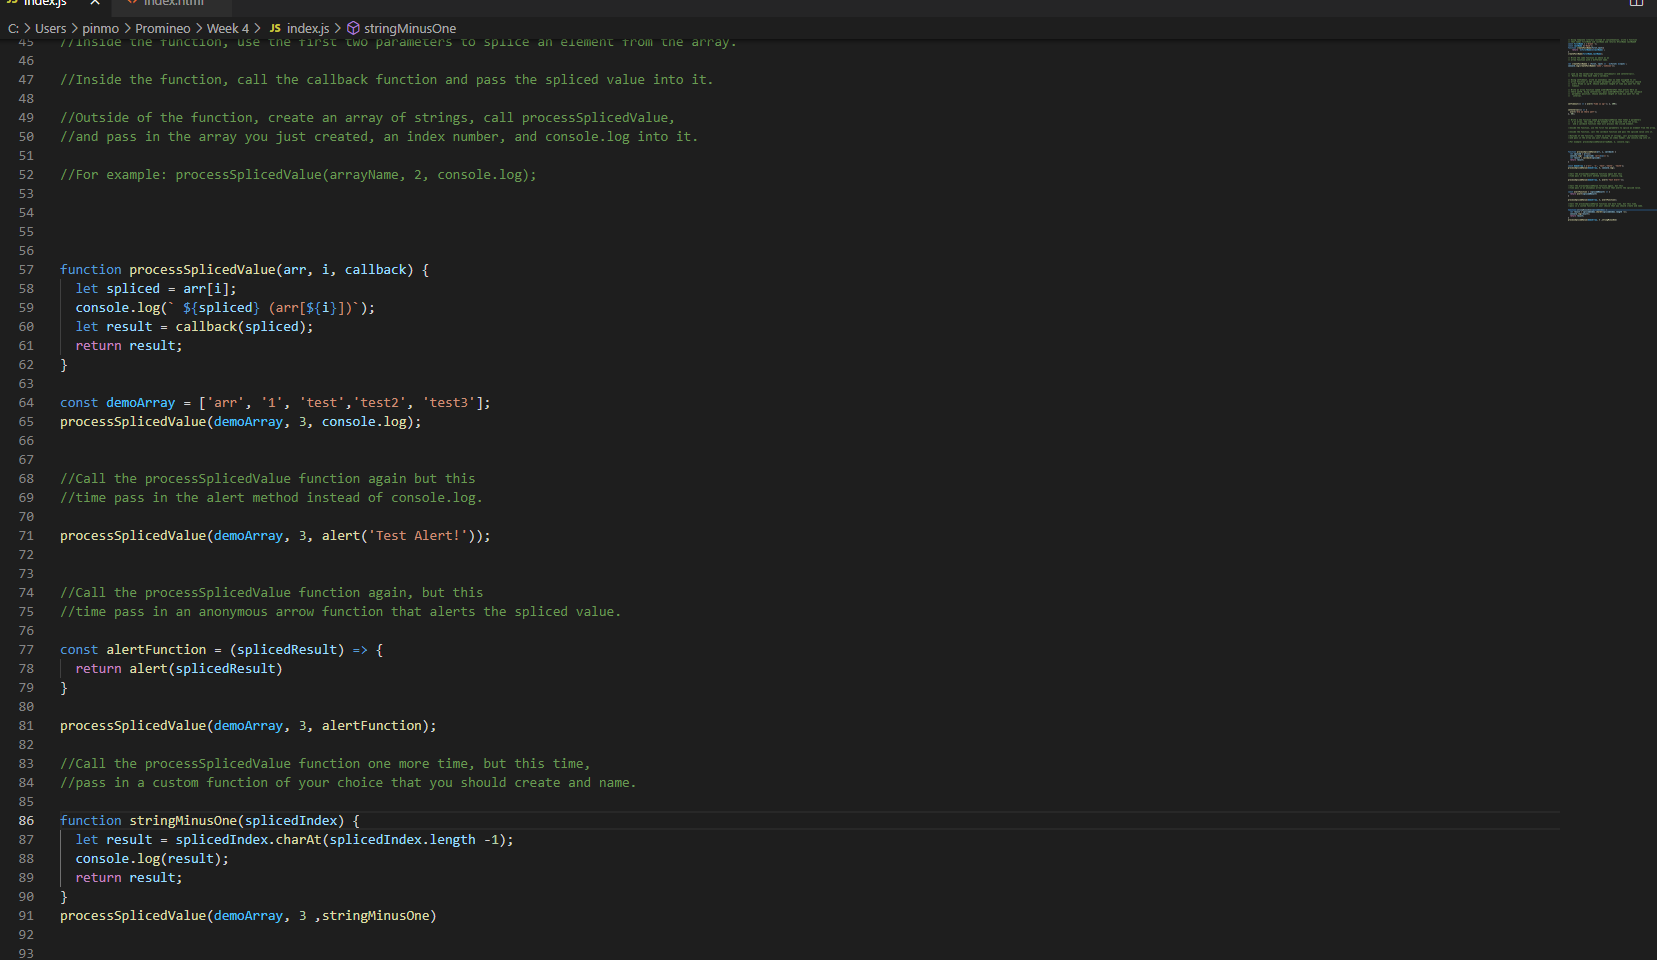 JS index.js × <> index.html
C: > Users > pinmo > Promineo > Week 4 > JS index.js > stringMinusOne
45 //Inside the function, use the first two parameters to splice an element from the array.
46
47 //Inside the function, call the callback function and pass the spliced value into it.
48
49 //Outside of the function, create an array of strings, call processSplicedValue,
50 //and pass in the array you just created, an index number, and console.log into it.
51
52 //For example: processSplicedValue(arrayName, 2, console.log);
53
54
55
56
57 function processSplicedValue(arr, i, callback) {
58 let spliced = arr[i];
59 console.log(` ${spliced} (arr[${i}])`);
60 let result = callback(spliced);
61 return result;
62 }
63
64 const demoArray = ['arr', '1', 'test','test2', 'test3'];
65 processSplicedValue(demoArray, 3, console.log);
66
67
68 //Call the processSplicedValue function again but this
69 //time pass in the alert method instead of console.log.
70
71 processSplicedValue(demoArray, 3, alert('Test Alert!'));
72
73
74 //Call the processSplicedValue function again, but this
75 //time pass in an anonymous arrow function that alerts the spliced value.
76
77 const alertFunction = (splicedResult) => {
78 return alert(splicedResult)
79 }
80
81 processSplicedValue(demoArray, 3, alertFunction);
82
83 //Call the processSplicedValue function one more time, but this time,
84 //pass in a custom function of your choice that you should create and name.
85
86 function stringMinusOne(splicedIndex) {
87 let result = splicedIndex.charAt(splicedIndex.length -1);
88 console.log(result);
89 return result;
90 }
91 processSplicedValue(demoArray, 3 ,stringMinusOne)
92
93